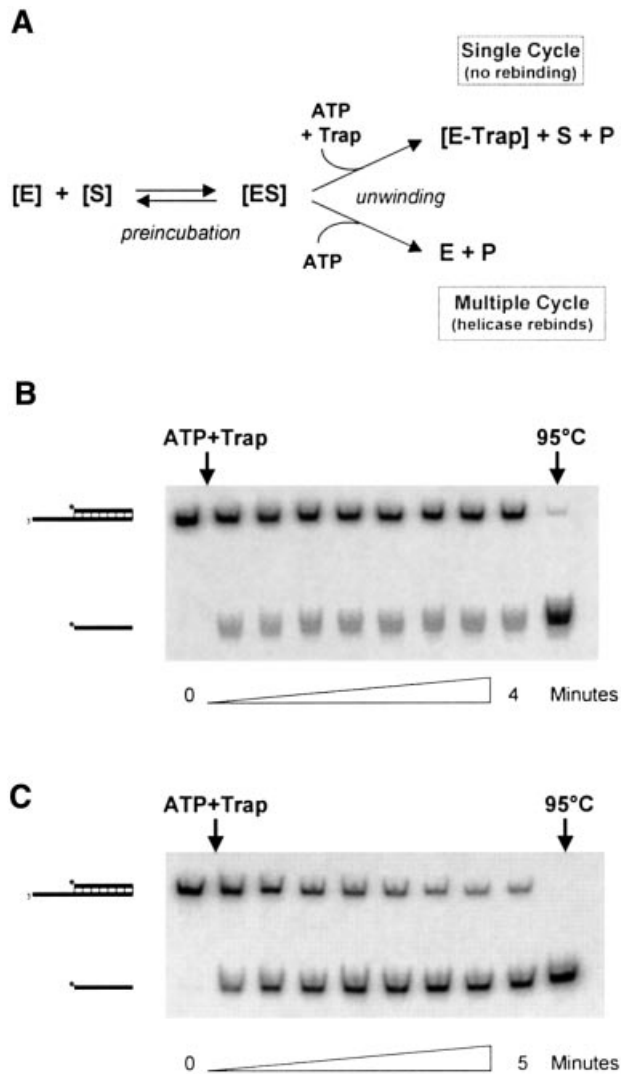 A
Single Cycle
(no rebinding)
ATP
+ Trap
[E-Trap] + S + P
[E] + [S]
[ES]
unwinding
preincubation
ATP
E + P
Multiple Cycle
(helicase rebinds)
B
ATP+Trap
95°C
0
4
Minutes
C
ATP+Trap
95°C
0
5
Minutes